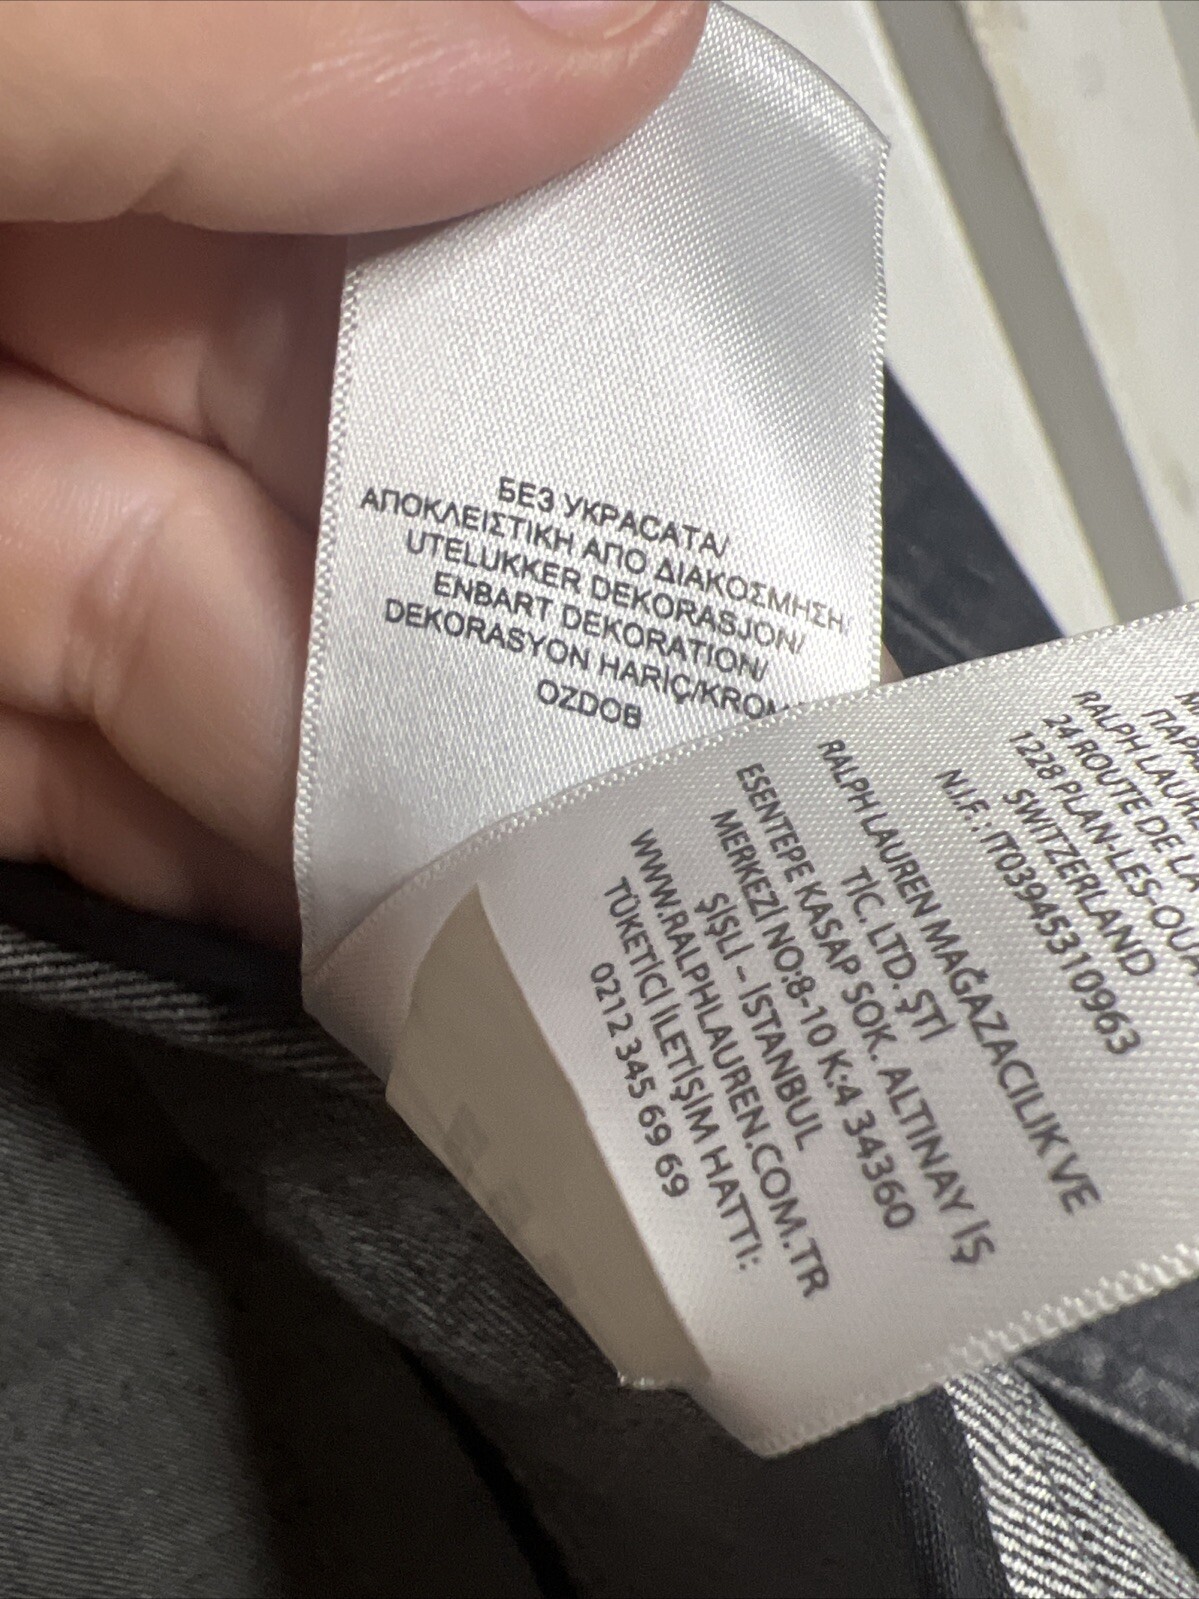 БЕЗ УКРАСАТА/
ΑΠΟΚΛΕΙΣΤΙΚΗ ΑΠΟ ΔΙΑΚΟΣΜΗΣΗ/
UTELUKKER DEKORASJON/
ENBART DEKORATION/
DEKORASYON HARİÇ/KROM
OZDOB
RALPH LAUREN
24 ROUTE DE LA
1228 PLAN-LES-OUA
SWITZERLAND
N.I.F.: IT03945310963
RALPH LAUREN MAĞAZACILIK VE
TİC. LTD. ŞTİ
ESENTEPE KASAP SOK. ALTINAY İŞ
MERKEZİ NO:8-10 K:4 34360
ŞİŞLİ – İSTANBUL
WWW.RALPHLAUREN.COM.TR
TÜKETİCİ İLETİŞİM HATTI:
0212 345 69 69